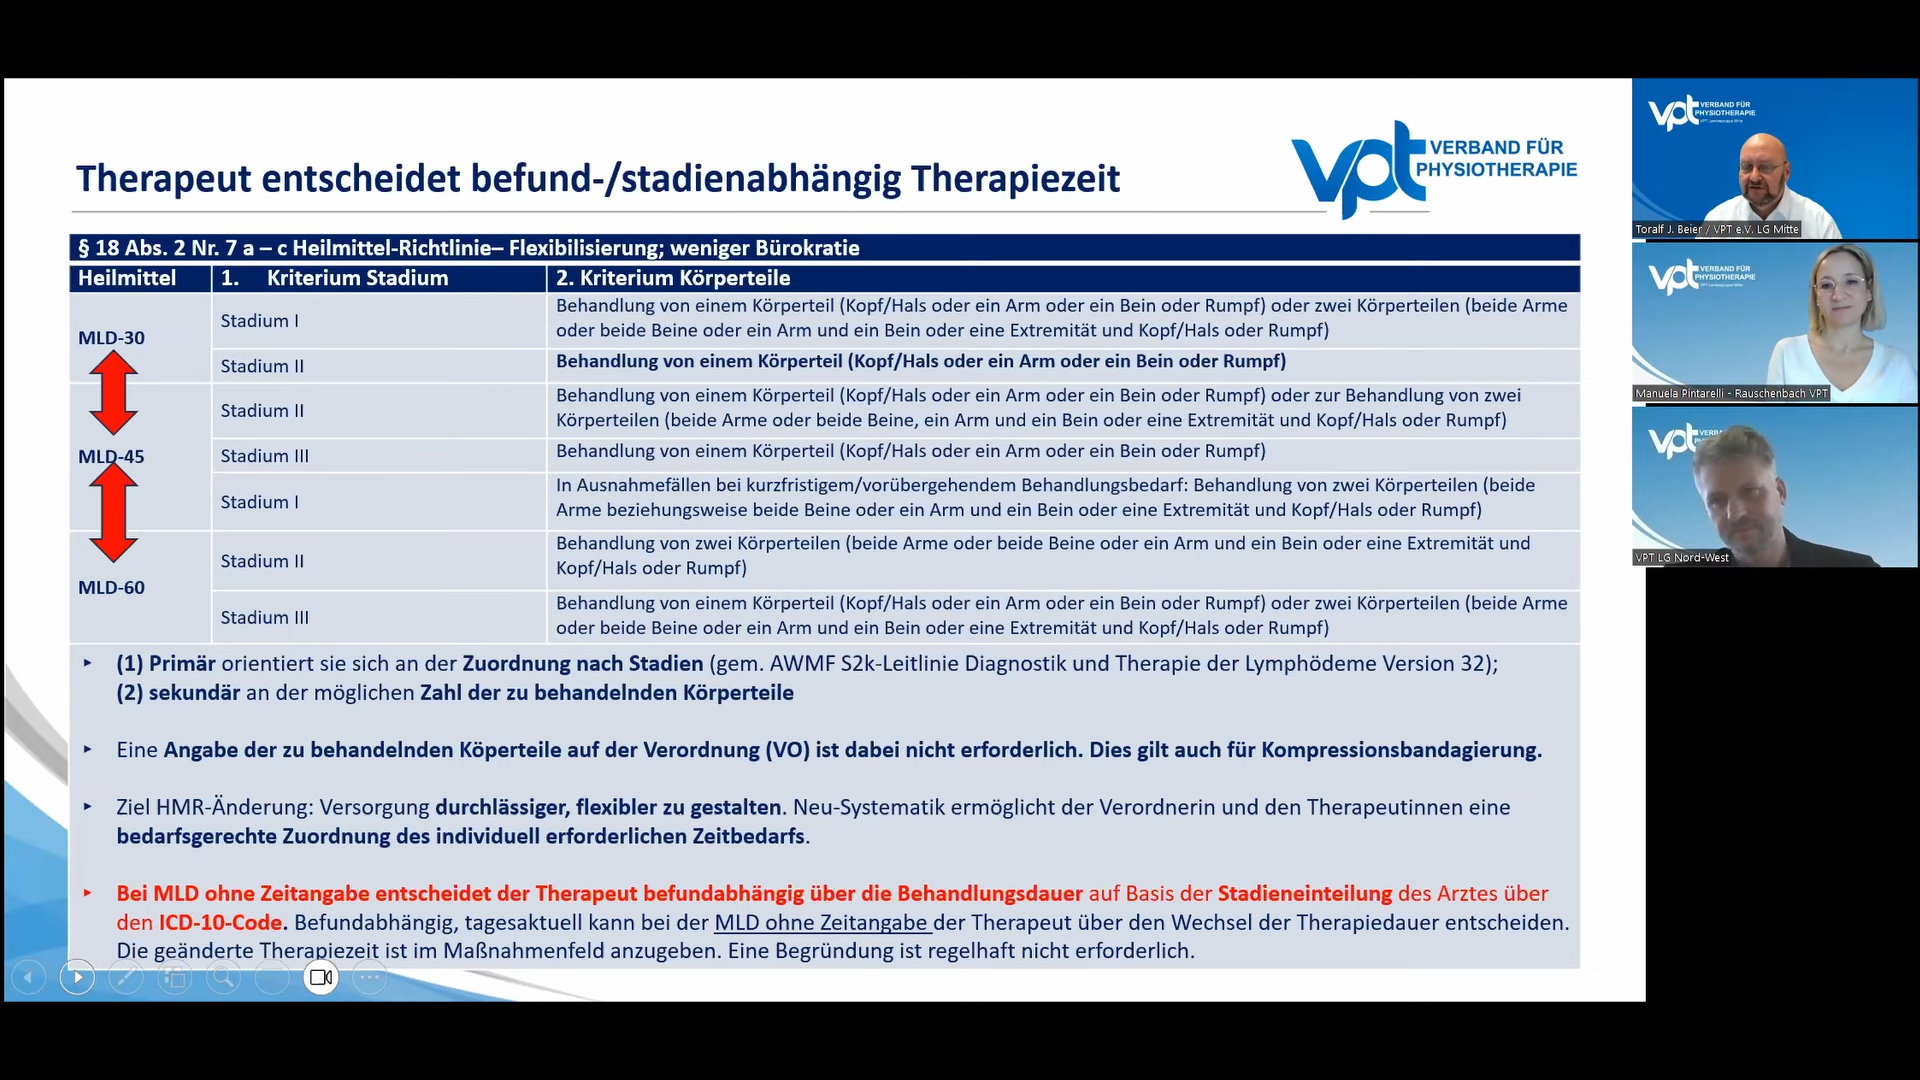 Therapeut entscheidet befund-/stadienabhängig Therapiezeit
vpt VERBAND FÜR
PHYSIOTHERAPIE
§ 18 Abs. 2 Nr. 7 a – c Heilmittel-Richtlinie– Flexibilisierung; weniger Bürokratie
Heilmittel
1. Kriterium Stadium
2. Kriterium Körperteile
MLD-30
Stadium I
Behandlung von einem Körperteil (Kopf/Hals oder ein Arm oder ein Bein oder Rumpf) oder zwei Körperteilen (beide Arme
oder beide Beine oder ein Arm und ein Bein oder eine Extremität und Kopf/Hals oder Rumpf)
Stadium II
Behandlung von einem Körperteil (Kopf/Hals oder ein Arm oder ein Bein oder Rumpf)
MLD-45
Stadium II
Behandlung von einem Körperteil (Kopf/Hals oder ein Arm oder ein Bein oder Rumpf) oder zur Behandlung von zwei
Körperteilen (beide Arme oder beide Beine, ein Arm und ein Bein oder eine Extremität und Kopf/Hals oder Rumpf)
Stadium III
Behandlung von einem Körperteil (Kopf/Hals oder ein Arm oder ein Bein oder Rumpf)
Stadium I
In Ausnahmefällen bei kurzfristigem/vorübergehendem Behandlungsbedarf: Behandlung von zwei Körperteilen (beide
Arme beziehungsweise beide Beine oder ein Arm und ein Bein oder eine Extremität und Kopf/Hals oder Rumpf)
MLD-60
Stadium II
Behandlung von zwei Körperteilen (beide Arme oder beide Beine oder ein Arm und ein Bein oder eine Extremität und
Kopf/Hals oder Rumpf)
Stadium III
Behandlung von einem Körperteil (Kopf/Hals oder ein Arm oder ein Bein oder Rumpf) oder zwei Körperteilen (beide Arme
oder beide Beine oder ein Arm und ein Bein oder eine Extremität und Kopf/Hals oder Rumpf)
(1) Primär orientiert sie sich an der Zuordnung nach Stadien (gem. AWMF S2k-Leitlinie Diagnostik und Therapie der Lymphödeme Version 32);
(2) sekundär an der möglichen Zahl der zu behandelnden Körperteile
Eine Angabe der zu behandelnden Köperteile auf der Verordnung (VO) ist dabei nicht erforderlich. Dies gilt auch für Kompressionsbandagierung.
Ziel HMR-Änderung: Versorgung durchlässiger, flexibler zu gestalten. Neu-Systematik ermöglicht der Verordnerin und den Therapeutinnen eine
bedarfsgerechte Zuordnung des individuell erforderlichen Zeitbedarfs.
Bei MLD ohne Zeitangabe entscheidet der Therapeut befundabhängig über die Behandlungsdauer auf Basis der Stadieneinteilung des Arztes über
den ICD-10-Code. Befundabhängig, tagesaktuell kann bei der MLD ohne Zeitangabe der Therapeut über den Wechsel der Therapiedauer entscheiden.
Die geänderte Therapiezeit ist im Maßnahmenfeld anzugeben. Eine Begründung ist regelhaft nicht erforderlich.
vpt VERBAND FÜR
PHYSIOTHERAPIE
Toralf J. Beier / VPT e.V. LG Mitte
vpt VERBAND FÜR
PHYSIOTHERAPIE
Manuela Pintarelli - Rauschenbach VPT
vpt
VPT LG Nord-West